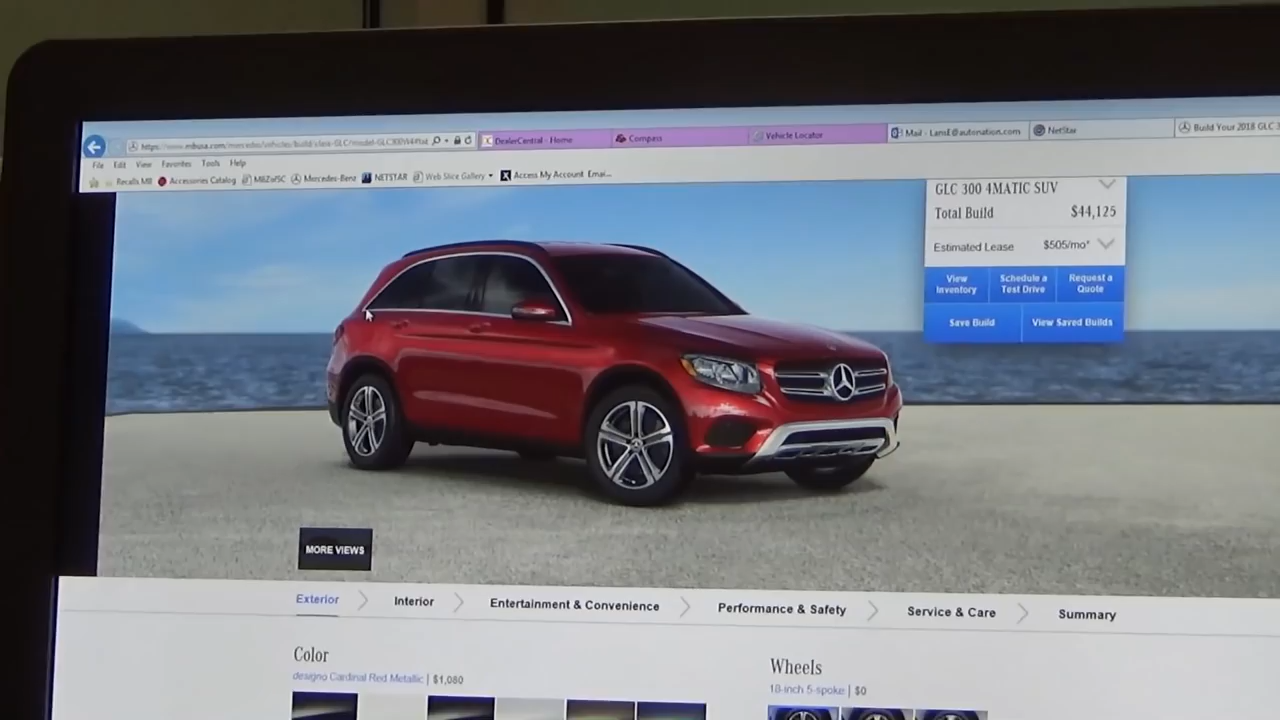 DealerCentral - Home
Compass
Vehicle Locator
Mail - LamsE@autonation.com
NetStar
Build Your 2018 GLC
File Edit View Favorites Tools Help
Recalls MB Accessories Catalog MBZofSC Mercedes-Benz NETSTAR Web Slice Gallery Access My Account Emai...
GLC 300 4MATIC SUV
Total Build $44,125
Estimated Lease $505/mo*
View Inventory
Schedule a Test Drive
Request a Quote
Save Build View Saved Builds
MORE VIEWS
Exterior Interior Entertainment & Convenience Performance & Safety Service & Care Summary
Color
designo Cardinal Red Metallic | $1,080
Wheels
18-inch 5-spoke | $0